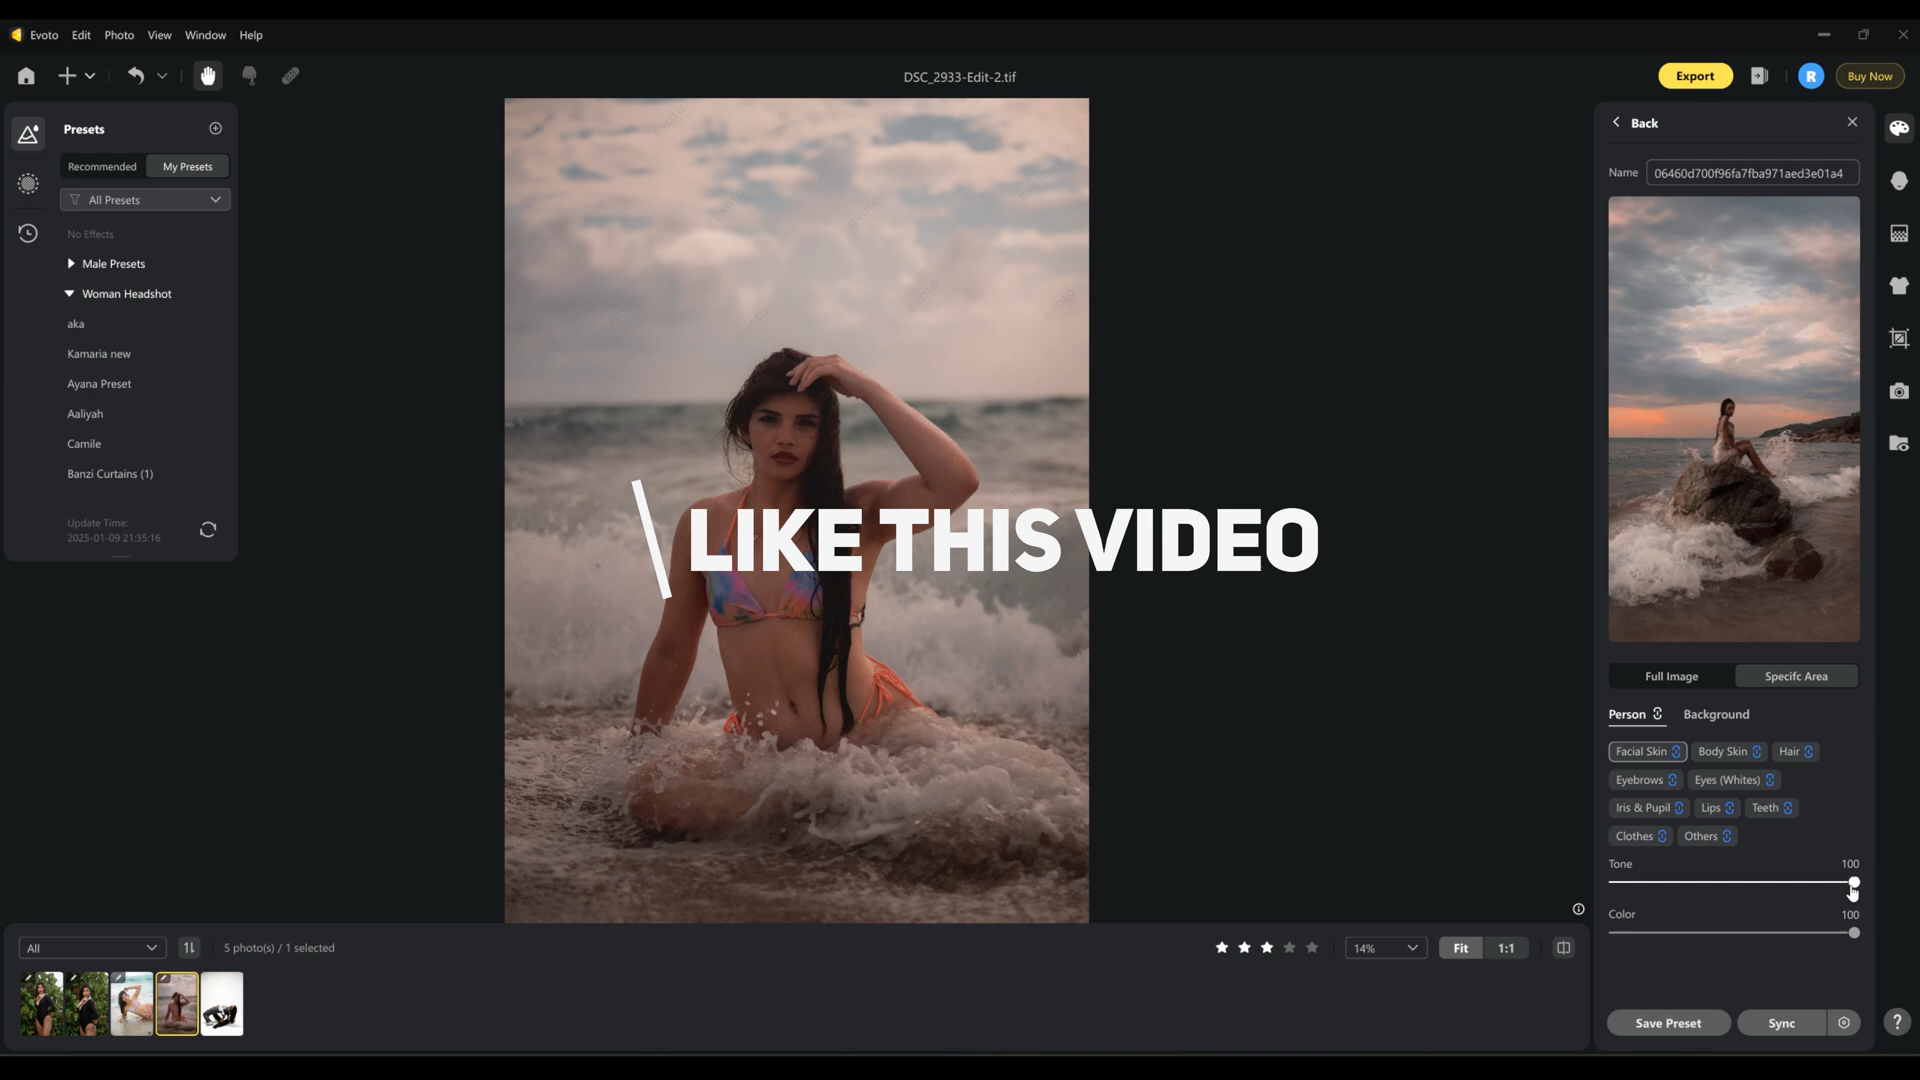 Evoto Edit Photo View Window Help
DSC_2933-Edit-2.tif
Export
R
Buy Now
Presets
Recommended My Presets
All Presets
No Effects
Male Presets
Woman Headshot
aka
Kamaria new
Ayana Preset
Aaliyah
Camile
Banzi Curtains (1)
Update Time:
2025-01-09 21:35:16
Evoto
LIKE THIS VIDEO
Back
Name 06460d700f96fa7fba971aed3e01a4
Full Image Specifc Area
Person Background
Facial Skin Body Skin Hair
Eyebrows Eyes (Whites)
Iris & Pupil Lips Teeth
Clothes Others
Tone 100
Color 100
Save Preset Sync
?
All 5 photo(s) / 1 selected
14% Fit 1:1